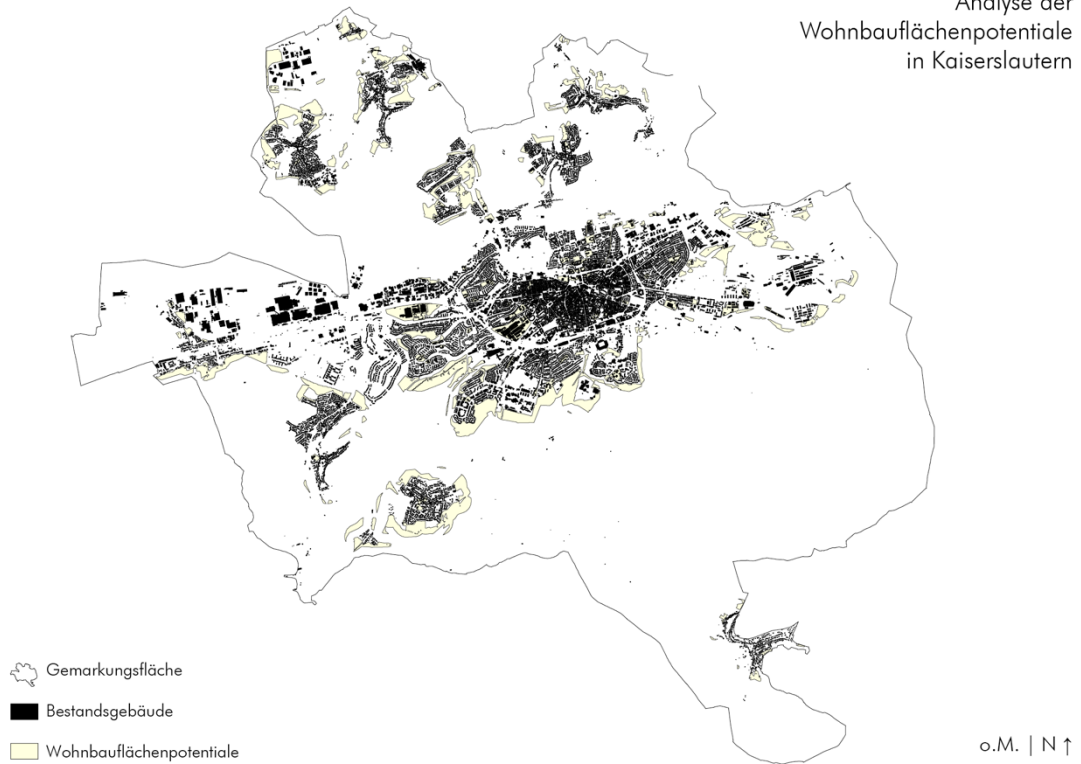 Analyse der
Wohnbauflächenpotentiale
in Kaiserslautern
Gemarkungsfläche
Bestandsgebäude
Wohnbauflächenpotentiale
o.M. | N ↑